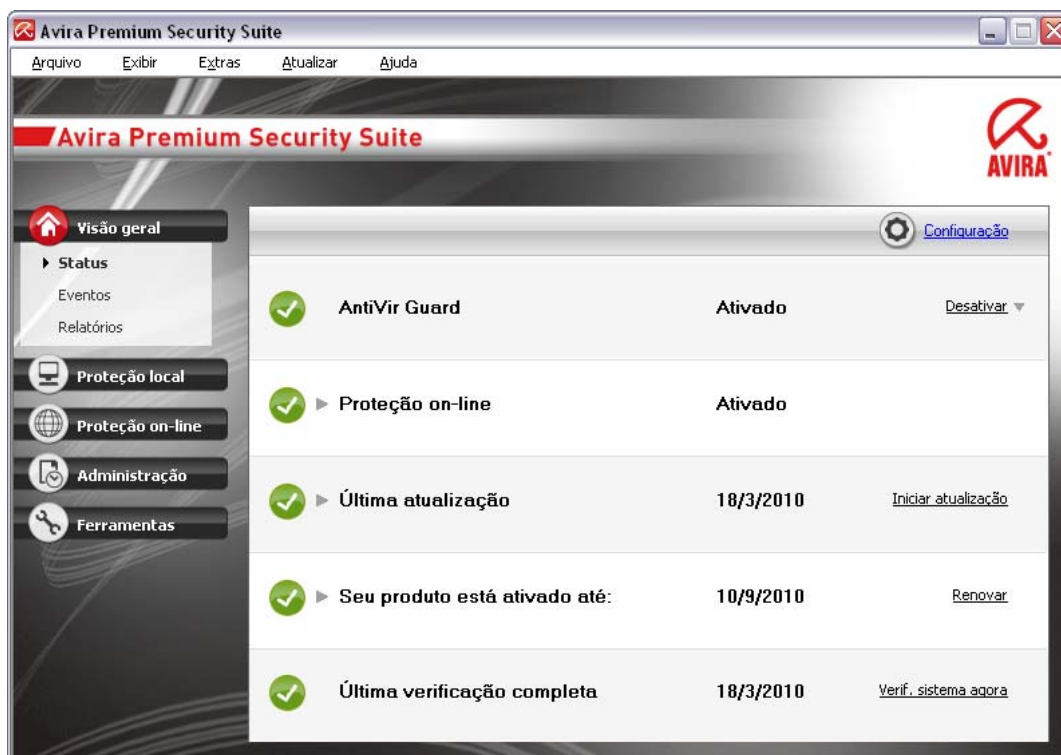 Avira Premium Security Suite
Arquivo Exibir Extras Atualizar Ajuda
Avira Premium Security Suite
AVIRA
Visão geral
Status
Eventos
Relatórios
Proteção local
Proteção on-line
Administração
Ferramentas
Configuração
AntiVir Guard Ativado Desativar
Proteção on-line Ativado
Última atualização 18/3/2010 Iniciar atualização
Seu produto está ativado até: 10/9/2010 Renovar
Última verificação completa 18/3/2010 Verif. sistema agora